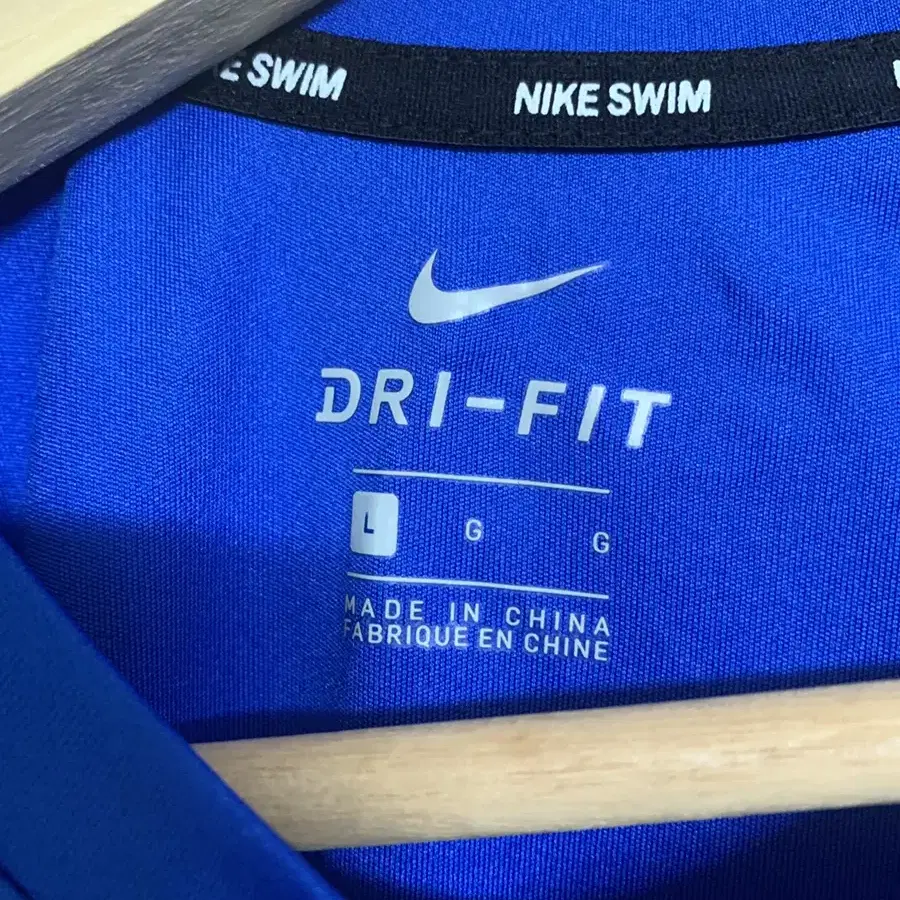 E SWIM NIKE SWIM
DRI-FIT
L G G
MADE IN CHINA
FABRIQUE EN CHINE